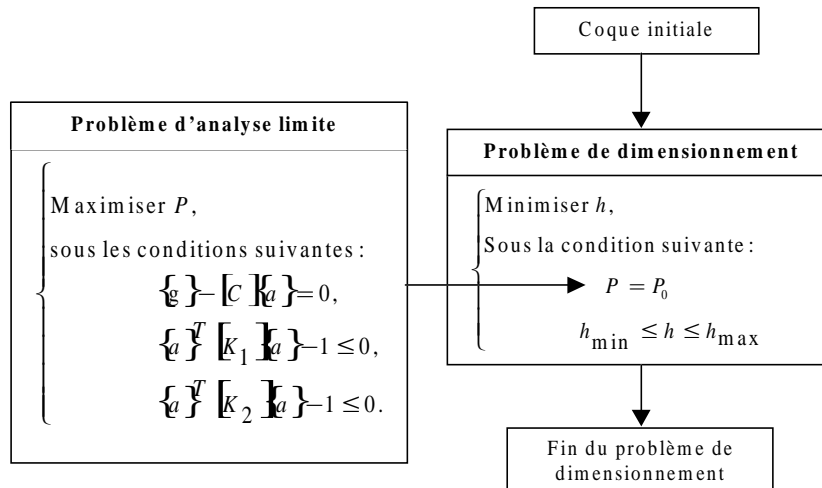 Coque initiale
Problème d'analyse limite
Maximiser P,
sous les conditions suivantes :
{g}−[C]{a}=0,
{a}^T [K_1]{a}−1 ≤ 0,
{a}^T [K_2]{a}−1 ≤ 0.
Problème de dimensionnement
Minimiser h,
Sous la condition suivante :
P = P_0
h_min ≤ h ≤ h_max
Fin du problème de
dimensionnement